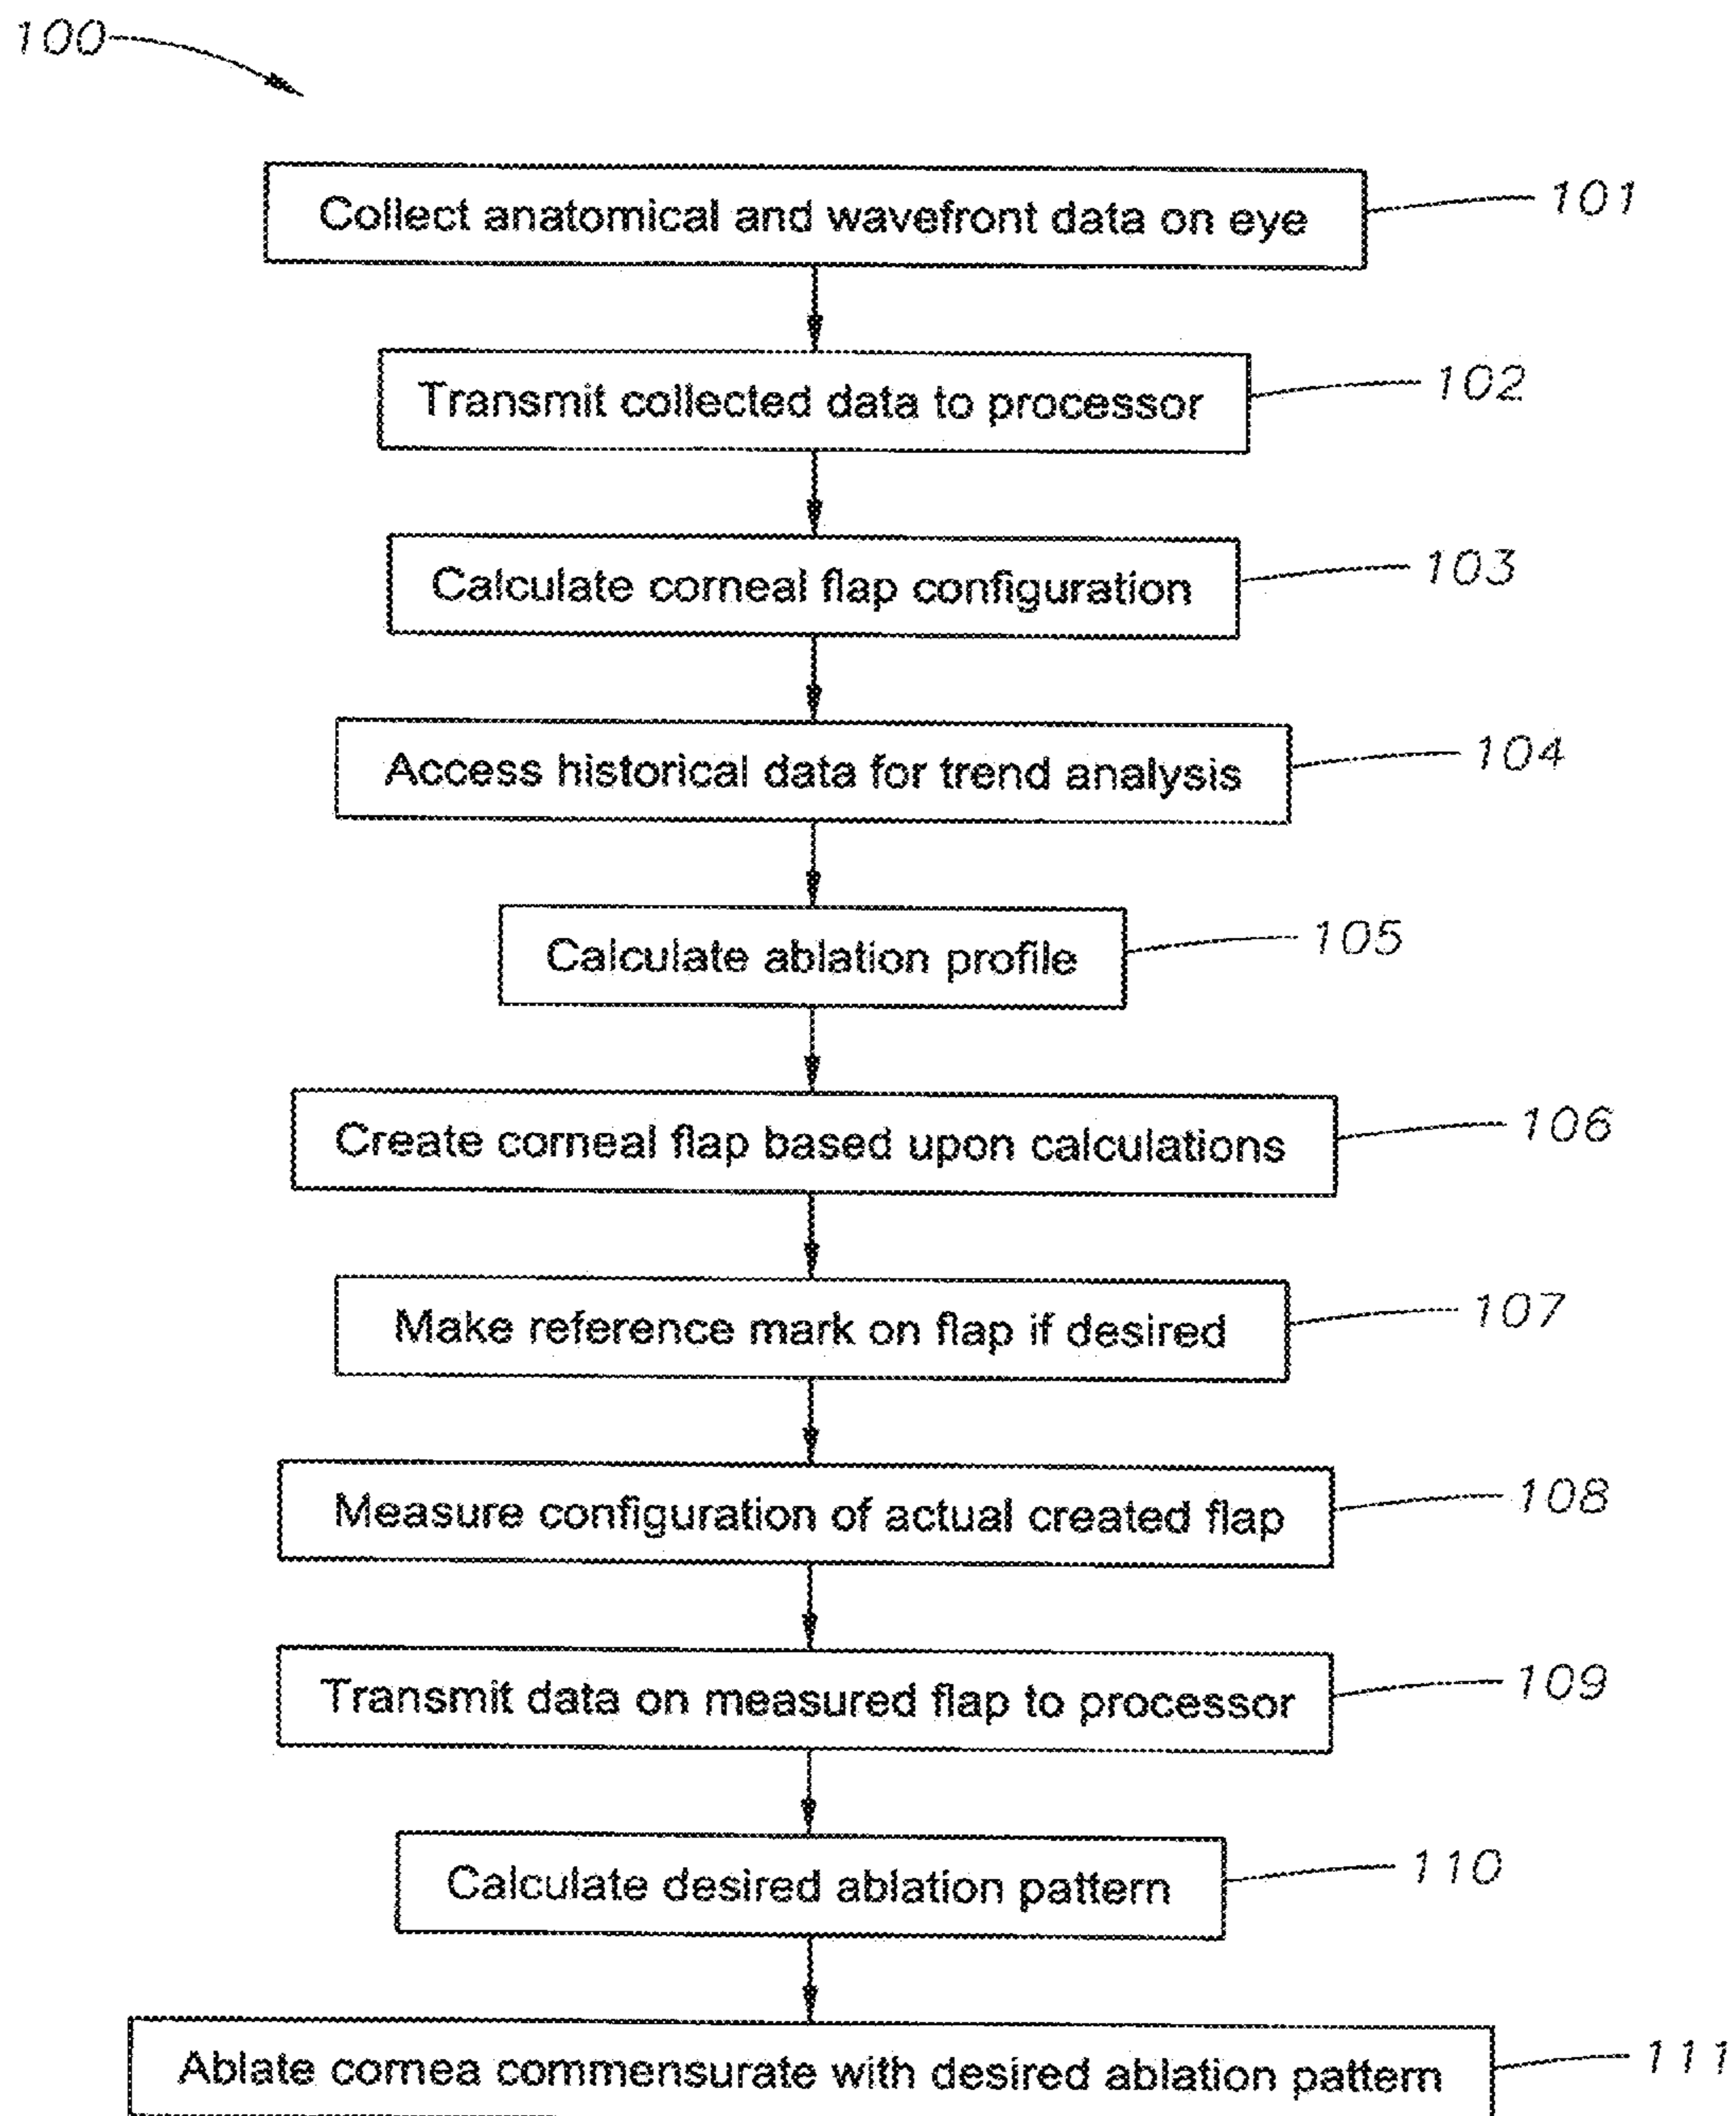 100
Collect anatomical and wavefront data on eye 101
Transmit collected data to processor 102
Calculate corneal flap configuration 103
Access historical data for trend analysis 104
Calculate ablation profile 105
Create corneal flap based upon calculations 106
Make reference mark on flap if desired 107
Measure configuration of actual created flap 108
Transmit data on measured flap to processor 109
Calculate desired ablation pattern 110
Ablate cornea commensurate with desired ablation pattern 111